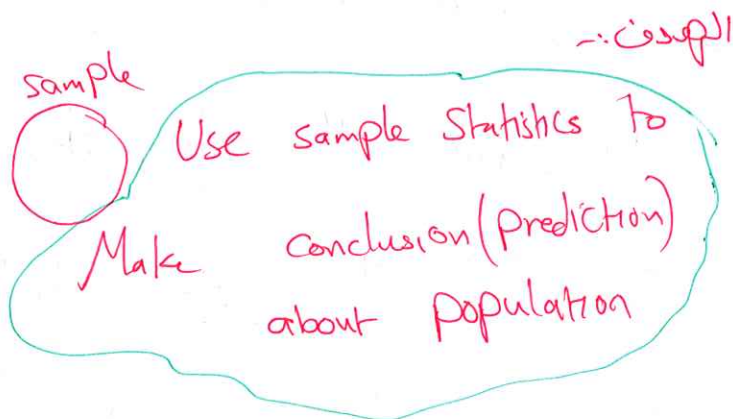 الهدف :-
sample
Use sample Statistics to
Make conclusion (prediction)
about population